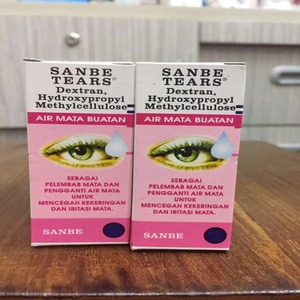 SANBE
TEARS®
Dextran,
Hydroxypropyl
Methylcellulose
AIR MATA BUATAN
SEBAGAI
PELEMBAB MATA DAN
PENGGANTI AIR MATA
UNTUK
MENCEGAH KEKERINGAN
DAN IRITASI MATA.
SANBE
SANBE
TEARS®
Dextran,
Hydroxypropyl
Methylcellulose
AIR MATA BUATAN
SEBAGAI
PELEMBAB MATA DAN
PENGGANTI AIR MATA
UNTUK
MENCEGAH KEKERINGAN
DAN IRITASI MATA.
SANBE